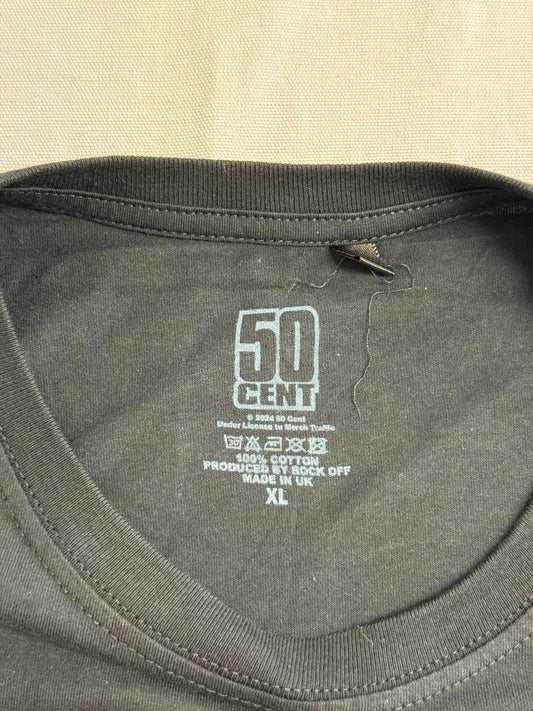 50
CENT
© 2024 50 Cent
Under License to Merch Traffic
30
100% COTTON
PRODUCED BY ROCK OFF
MADE IN UK
XL